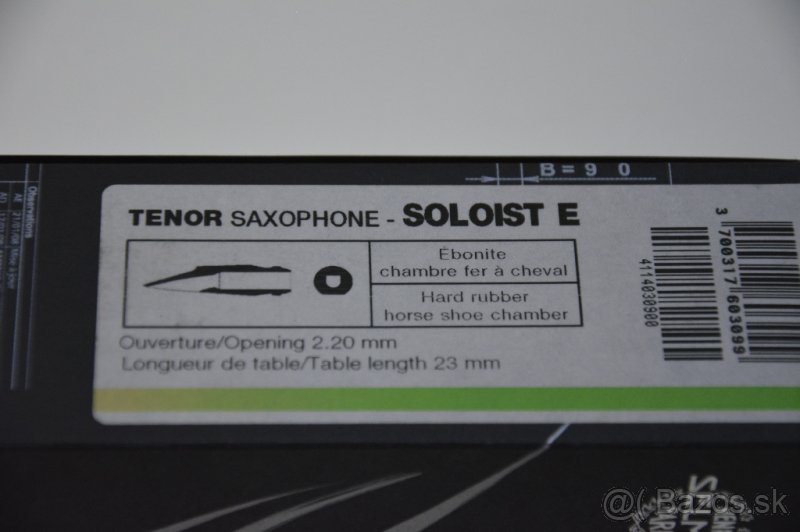 B = 9 0
TENOR SAXOPHONE - SOLOIST E
Ébonite
chambre fer à cheval
Hard rubber
horse shoe chamber
Ouverture/Opening 2.20 mm
Longueur de table/Table length 23 mm
4114030900
3 700317 603099
Observations
@( Bazos.sk